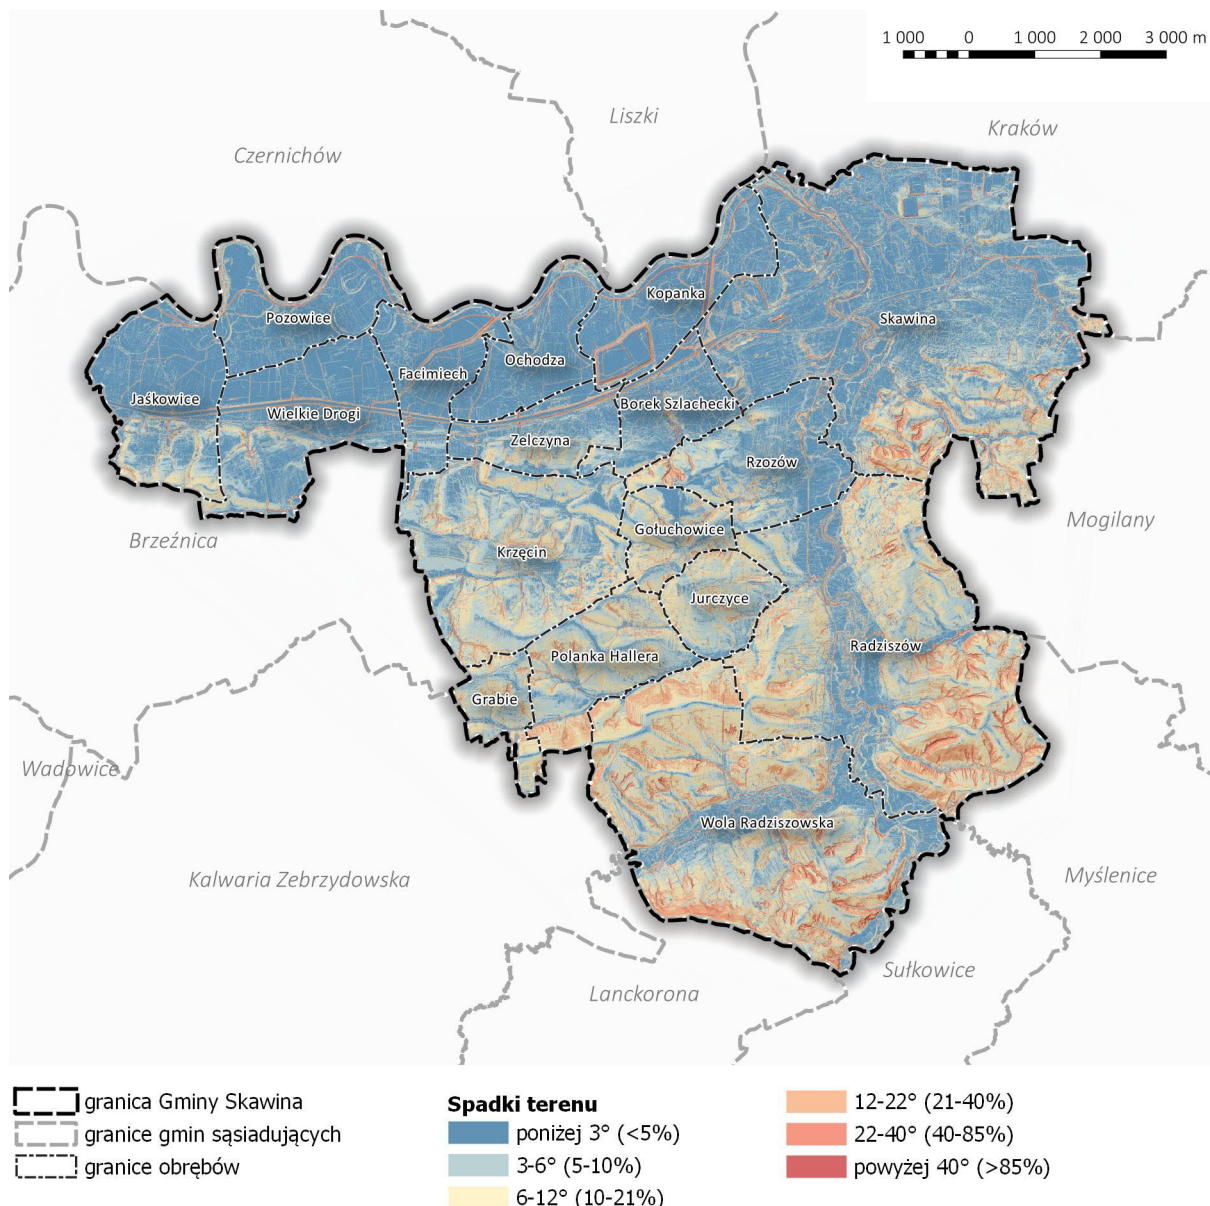 1 000 0 1 000 2 000 3 000 m
Liszki
Kraków
Czernichów
Kopanka
Pozowice
Skawina
Ochodza
Facimiech
Jaśkowice
Borek Szlachecki
Wielkie Drogi
Zelczyna
Rzozów
Mogilany
Gołuchowice
Brzeźnica
Krzęcin
Jurczyce
Radziszów
Polanka Hallera
Grabie
Wadowice
Wola Radziszowska
Myślenice
Kalwaria Zebrzydowska
Sułkowice
Lanckorona
granica Gminy Skawina
granice gmin sąsiadujących
granice obrębów
Spadki terenu
poniżej 3° (<5%)
3-6° (5-10%)
6-12° (10-21%)
12-22° (21-40%)
22-40° (40-85%)
powyżej 40° (>85%)